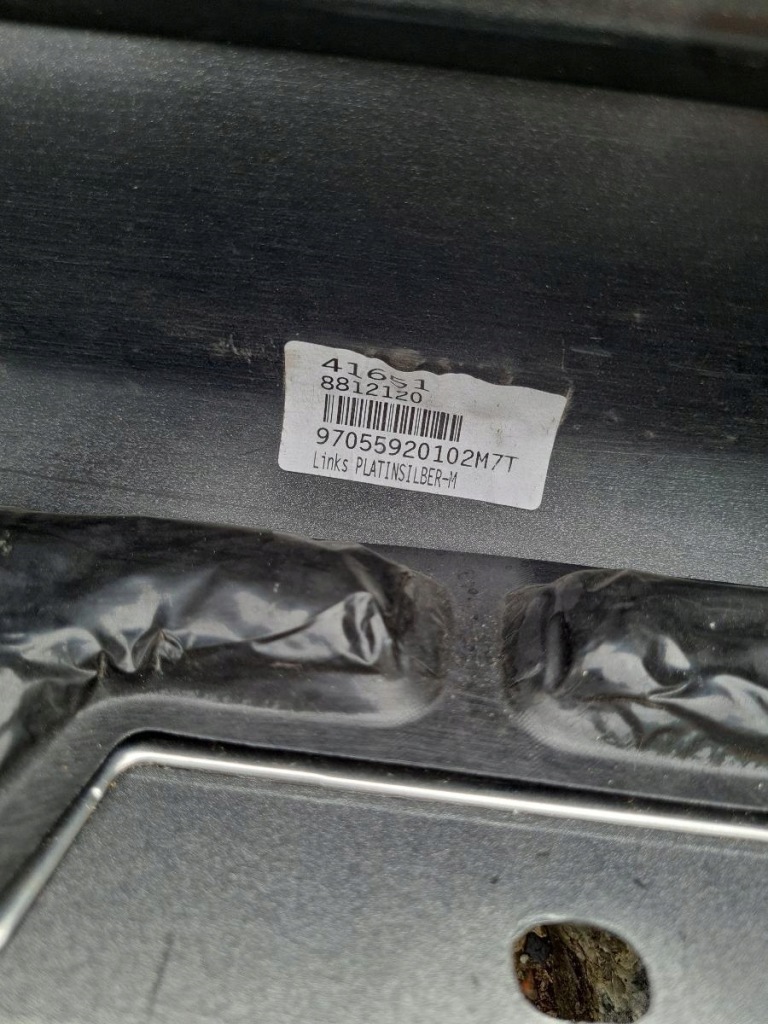 41651
8812120
97055920102M7T
Links PLATINSILBER-M